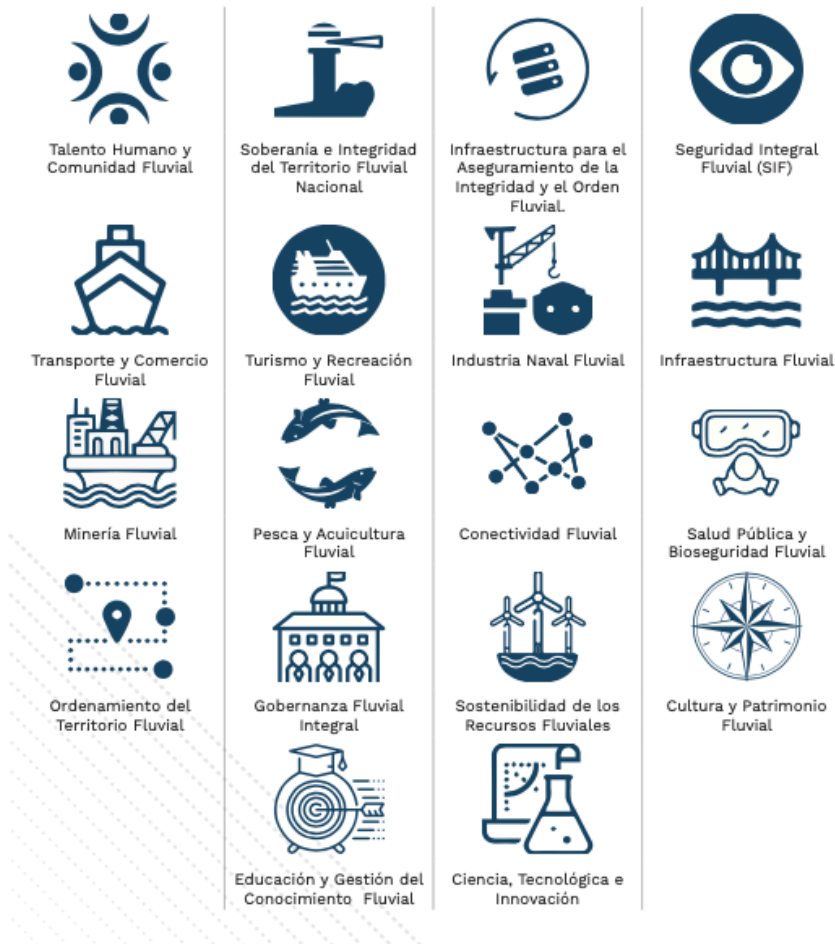 Talento Humano y
Comunidad Fluvial
Soberanía e Integridad
del Territorio Fluvial
Nacional
Infraestructura para el
Aseguramiento de la
Integridad y el Orden
Fluvial.
Seguridad Integral
Fluvial (SIF)
Transporte y Comercio
Fluvial
Turismo y Recreación
Fluvial
Industria Naval Fluvial
Infraestructura Fluvial
Minería Fluvial
Pesca y Acuicultura
Fluvial
Conectividad Fluvial
Salud Pública y
Bioseguridad Fluvial
Ordenamiento del
Territorio Fluvial
Gobernanza Fluvial
Integral
Sostenibilidad de los
Recursos Fluviales
Cultura y Patrimonio
Fluvial
Educación y Gestión del
Conocimiento Fluvial
Ciencia, Tecnológica e
Innovación